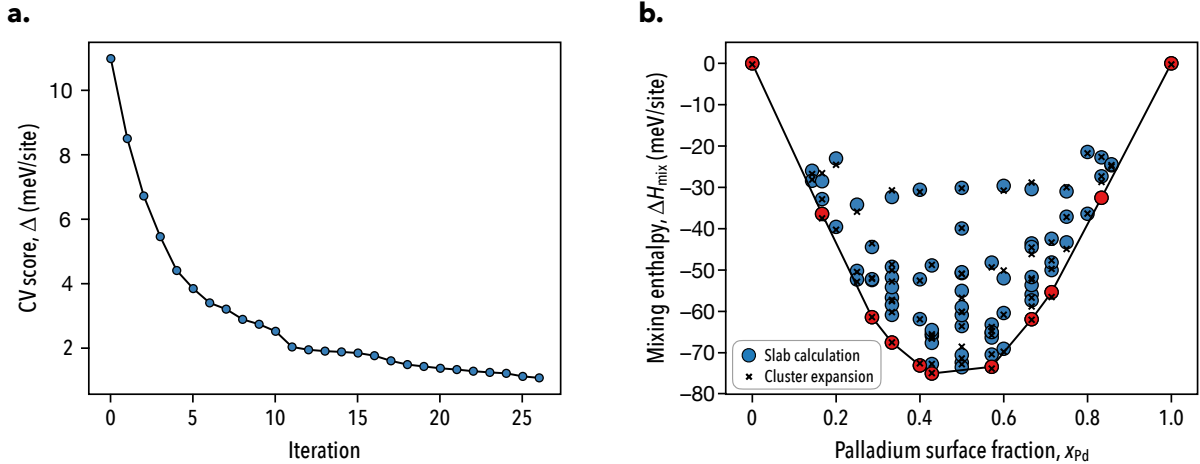 a.
CV score, Δ (meV/site)
10
8
6
4
2
0 5 10 15 20 25
Iteration
b.
Mixing enthalpy, ΔHmix (meV/site)
0
−10
−20
−30
−40
−50
−60
−70
−80
Slab calculation
Cluster expansion
0 0.2 0.4 0.6 0.8 1.0
Palladium surface fraction, xPd